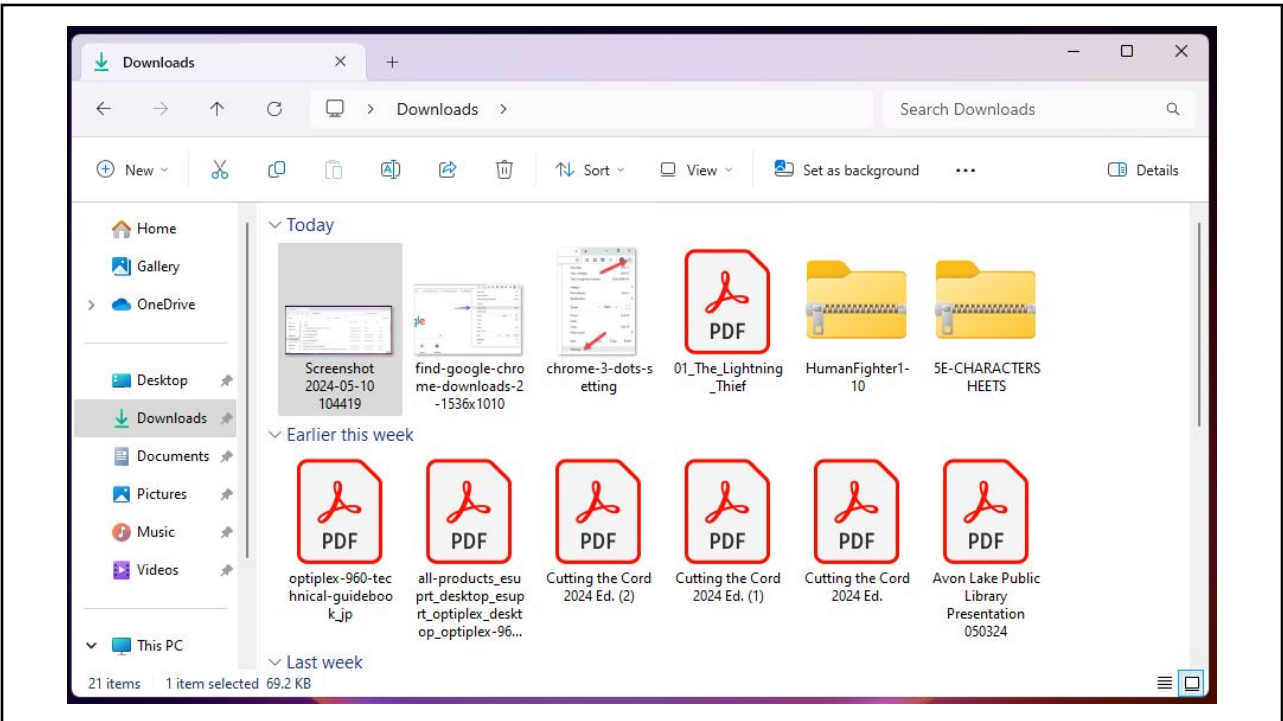 Downloads
Downloads
Search Downloads
New
Sort
View
Set as background
Details
Home
Gallery
OneDrive
Desktop
Downloads
Documents
Pictures
Music
Videos
This PC
Today
Screenshot
2024-05-10
104419
find-google-chro
me-downloads-2
-1536x1010
chrome-3-dots-s
etting
PDF
01_The_Lightning
_Thief
HumanFighter1-
10
5E-CHARACTERS
HEETS
Earlier this week
PDF
optiplex-960-tec
hnical-guideboo
k_jp
PDF
all-products_esu
prt_desktop_esup
rt_optiplex_deskt
op_optiplex-96...
PDF
Cutting the Cord
2024 Ed. (2)
PDF
Cutting the Cord
2024 Ed. (1)
PDF
Cutting the Cord
2024 Ed.
PDF
Avon Lake Public
Library
Presentation
050324
Last week
21 items
1 item selected 69.2 KB